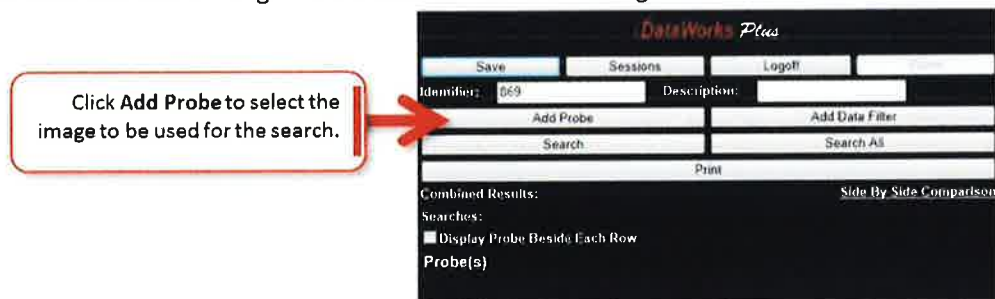 DataWorks Plus
Save Sessions Logoff
Identifier: 869 Description:
Click Add Probe to select the
image to be used for the search.
Add Probe Add Data Filter
Search Search All
Print
Combined Results: Side By Side Comparison
Searches:
Display Probe Beside Each Row
Probe(s)